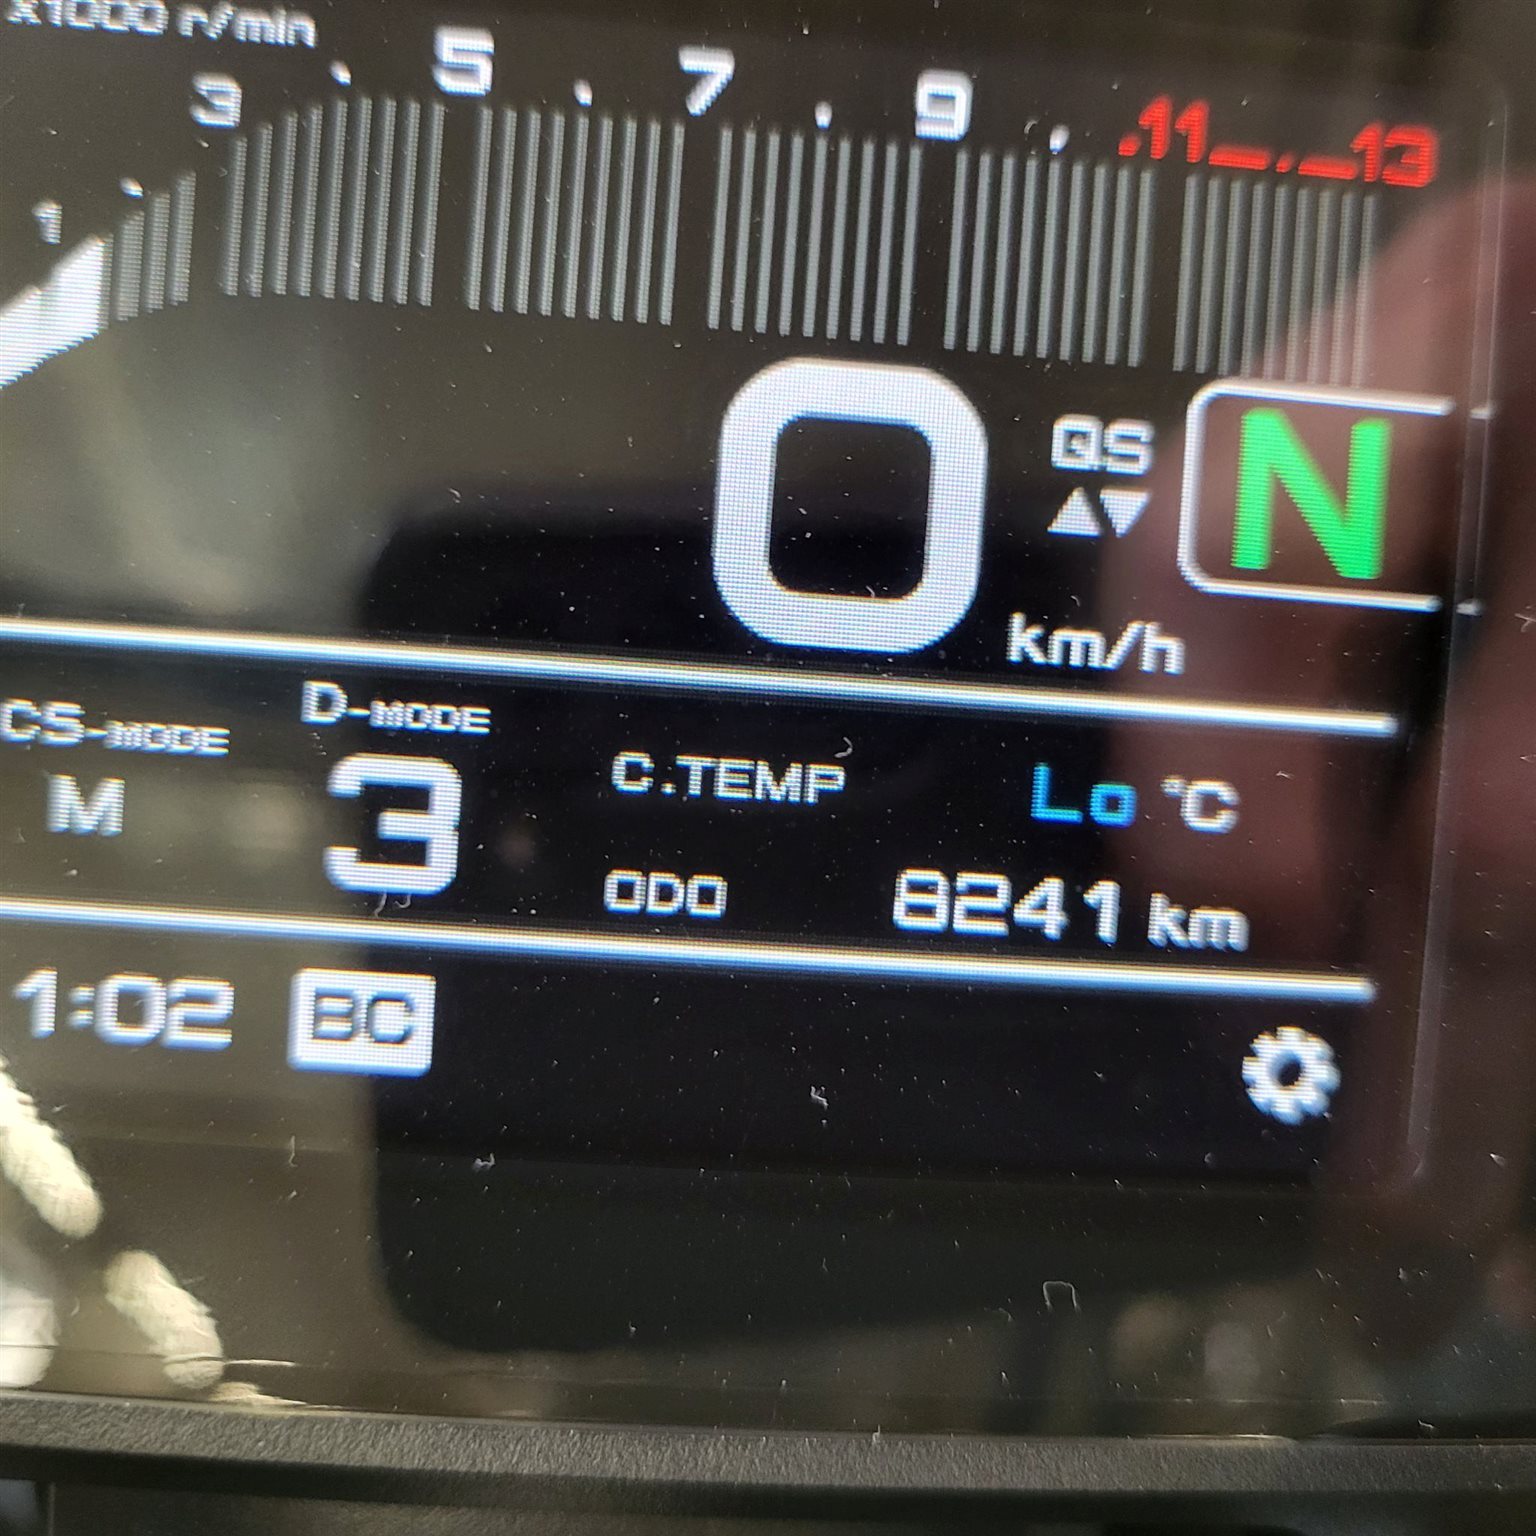 x1000 r/min
1 3 5 7 9 11 13
0 QS N
km/h
CS-MODE D-MODE
M 3
C.TEMP Lo °C
ODO 8241 km
1:02 BC